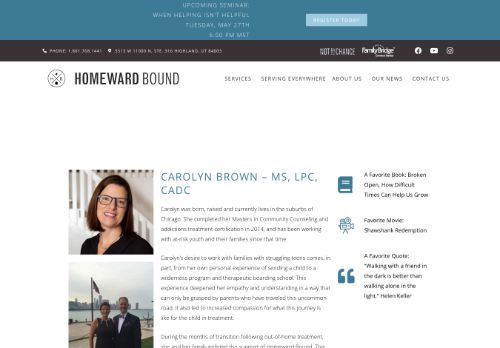 UPCOMING SEMINAR:
WHEN HELPING ISN'T HELPFUL
TUESDAY, MAY 27TH
6:00 PM MST
REGISTER TODAY
PHONE: 1.801.768.1441
5513 W 11000 N, STE. 316 HIGHLAND, UT 84003
NOT BY CHANCE
FamilyBridge
HOMEWARD BOUND
SERVICES
SERVING EVERYWHERE
ABOUT US
OUR NEWS
CONTACT US
CAROLYN BROWN – MS, LPC,
CADC
Carolyn was born, raised and currently lives in the suburbs of
Chicago. She completed her Masters in Community Counseling and
addictions treatment certification in 2014, and has been working
with at-risk youth and their families since that time.
Carolyn's desire to work with families with struggling teens comes, in
part, from her own personal experience of sending a child to a
wilderness program and therapeutic boarding school. This
experience deepened her empathy and understanding in a way that
can only be grasped by parents who have traveled this uncommon
road. It also led to increased compassion for what this journey is
like for the child in treatment.
During the months of transition following out-of-home treatment,
she and her family enlisted the support of Homeward Bound. This
A Favorite Book: Broken
Open, How Difficult
Times Can Help Us Grow
Favorite Movie:
Shawshank Redemption
A Favorite Quote:
"Walking with a friend in
the dark is better than
walking alone in the
light." Helen Keller